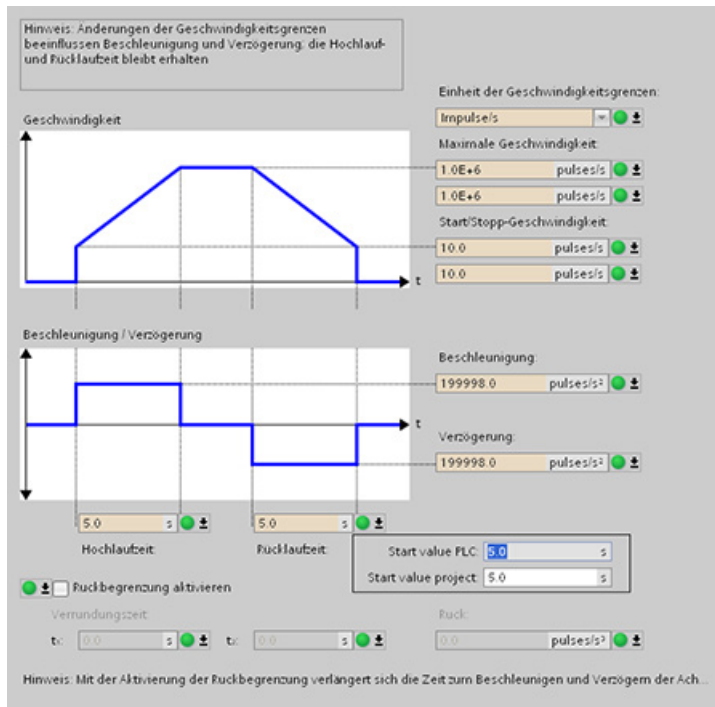 Hinweis: Änderungen der Geschwindigkeitsgrenzen
beeinflussen Beschleunigung und Verzögerung; die Hochlauf-
und Rücklaufzeit bleibt erhalten
Einheit der Geschwindigkeitsgrenzen:
Impulse/s
Geschwindigkeit
Maximale Geschwindigkeit:
1.0E+6 pulses/s
1.0E+6 pulses/s
Start/Stopp-Geschwindigkeit:
10.0 pulses/s
10.0 pulses/s
t
Beschleunigung / Verzögerung
Beschleunigung:
199998.0 pulses/s²
t
Verzögerung:
199998.0 pulses/s²
5.0 s
5.0 s
Hochlaufzeit:
Rücklaufzeit:
Start value PLC: 5.0 s
Start value project: 5.0 s
Ruckbegrenzung aktivieren
Verrundungszeit:
Ruck:
0.0 s
0.0 s
0.0 pulses/s³
Hinweis: Mit der Aktivierung der Ruckbegrenzung verlängert sich die Zeit zum Beschleunigen und Verzögern der Ach...